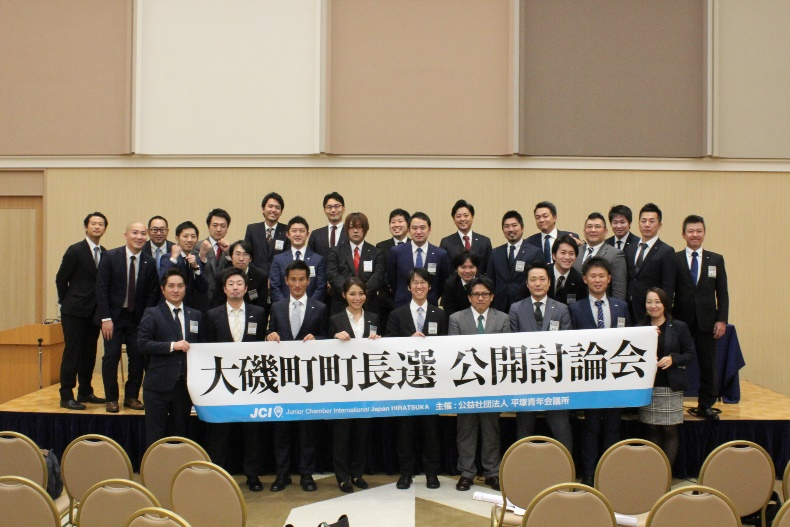 大磯町町長選 公開討論会
JCI Junior Chamber International Japan HIRATSUKA 主催：公益社団法人 平塚青年会議所